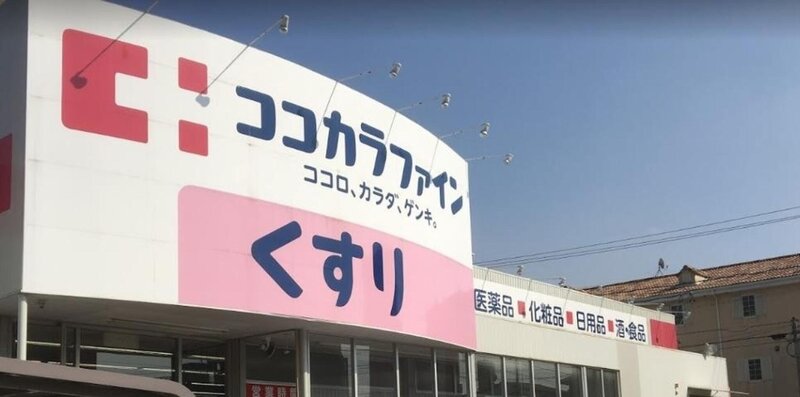 ココカラファイン
ココロ、カラダ、ゲンキ。
くすり
医薬品■化粧品■日用品■酒・食品